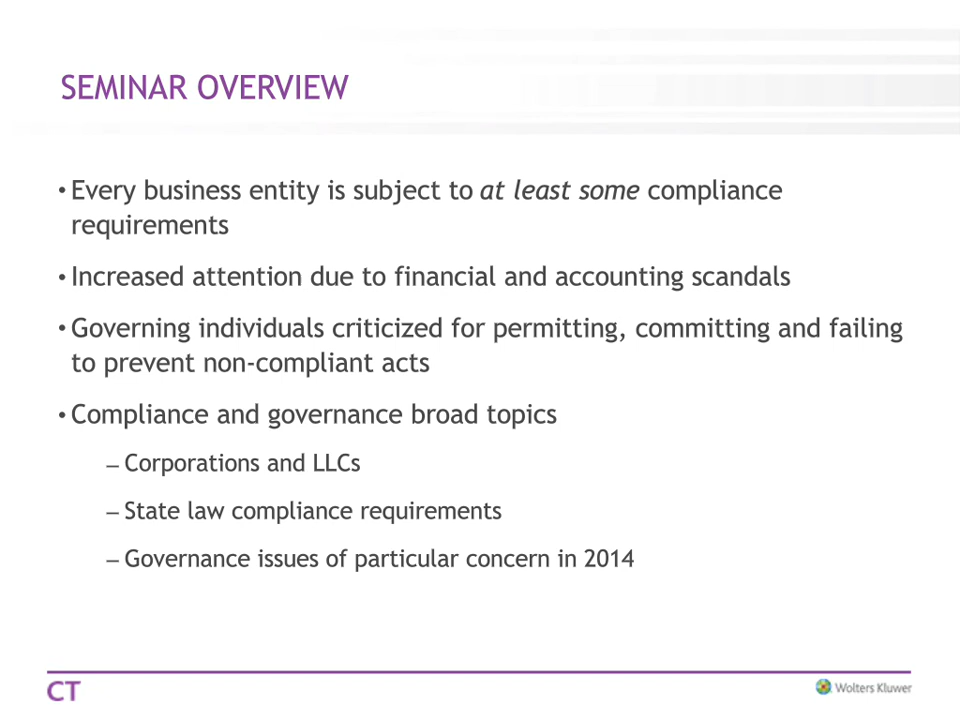 SEMINAR OVERVIEW
• Every business entity is subject to at least some compliance
requirements
• Increased attention due to financial and accounting scandals
• Governing individuals criticized for permitting, committing and failing
to prevent non-compliant acts
• Compliance and governance broad topics
– Corporations and LLCs
– State law compliance requirements
– Governance issues of particular concern in 2014
CT
Wolters Kluwer